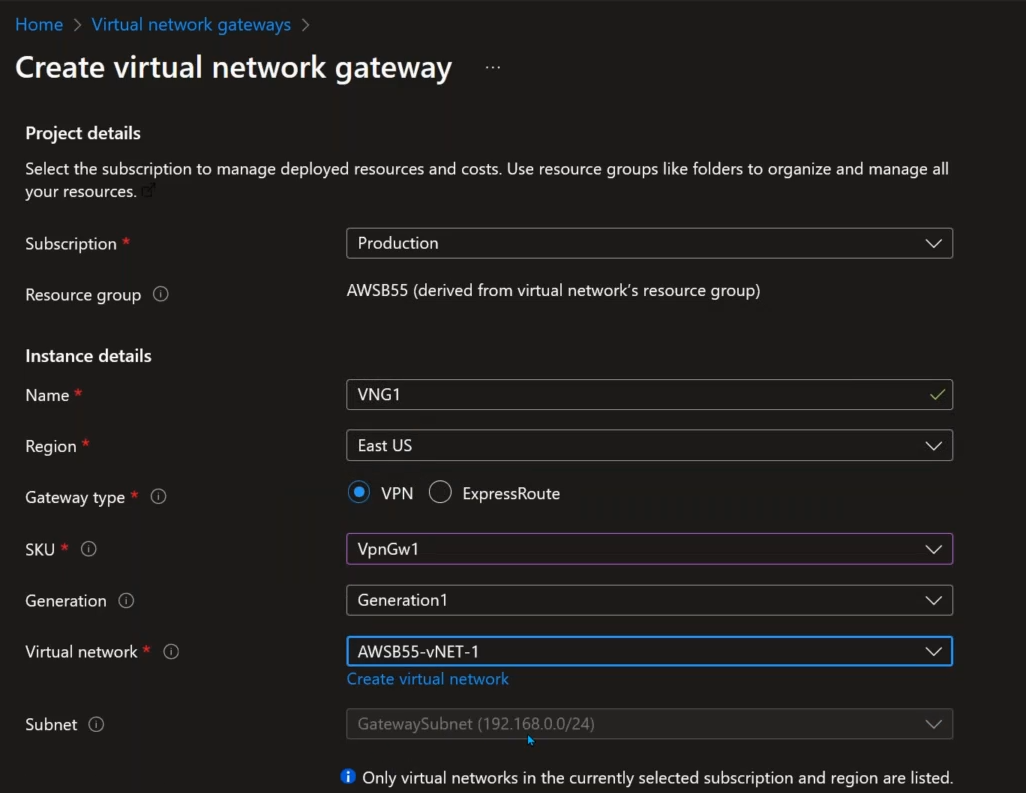 Home > Virtual network gateways >
Create virtual network gateway ...
Project details
Select the subscription to manage deployed resources and costs. Use resource groups like folders to organize and manage all
your resources.
Subscription * Production
Resource group AWSB55 (derived from virtual network's resource group)
Instance details
Name * VNG1
Region * East US
Gateway type * VPN ExpressRoute
SKU * VpnGw1
Generation Generation1
Virtual network * AWSB55-vNET-1
Create virtual network
Subnet GatewaySubnet (192.168.0.0/24)
Only virtual networks in the currently selected subscription and region are listed.